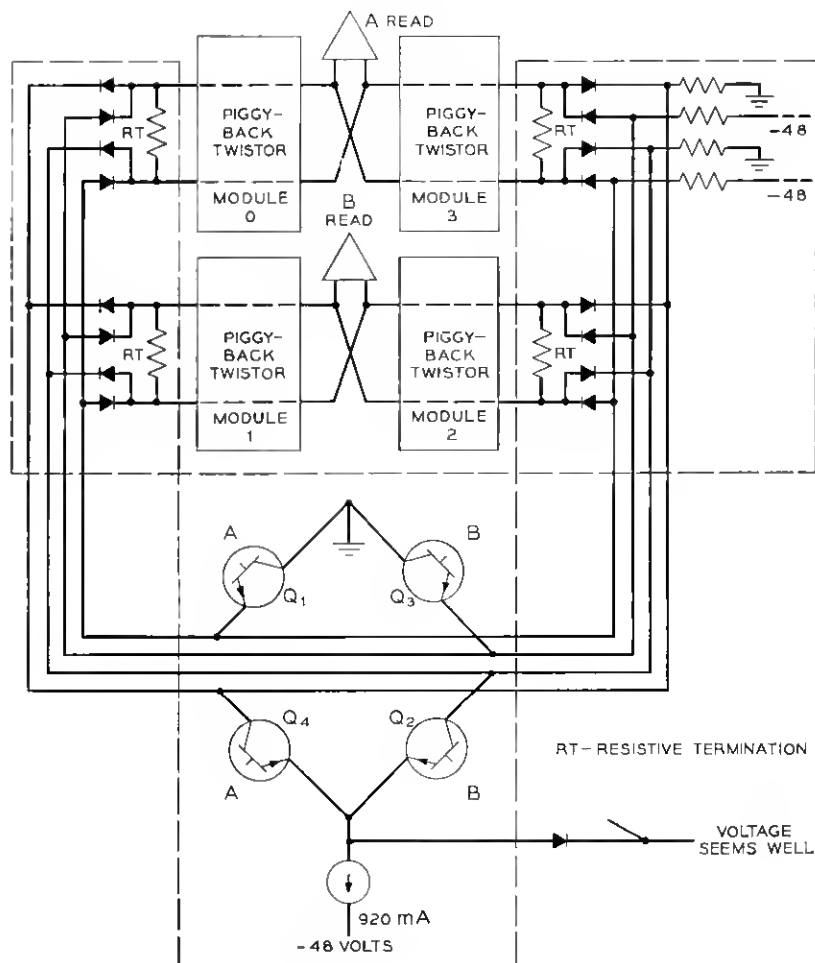 A READ
PIGGY-
BACK
TWISTOR
MODULE
0
PIGGY-
BACK
TWISTOR
MODULE
3
RT
RT
-48
-48
B
READ
PIGGY-
BACK
TWISTOR
MODULE
1
PIGGY-
BACK
TWISTOR
MODULE
2
RT
RT
A
B
Q1
Q3
Q4
Q2
A
B
RT-RESISTIVE TERMINATION
VOLTAGE
SEEMS WELL
920 mA
-48 VOLTS